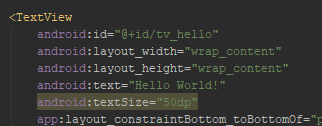 <TextView
android:id="@+id/tv_hello"
android:layout_width="wrap_content"
android:layout_height="wrap_content"
android:text="Hello World!"
android:textSize="50dp"
app:layout_constraintBottom_toBottomOf="p